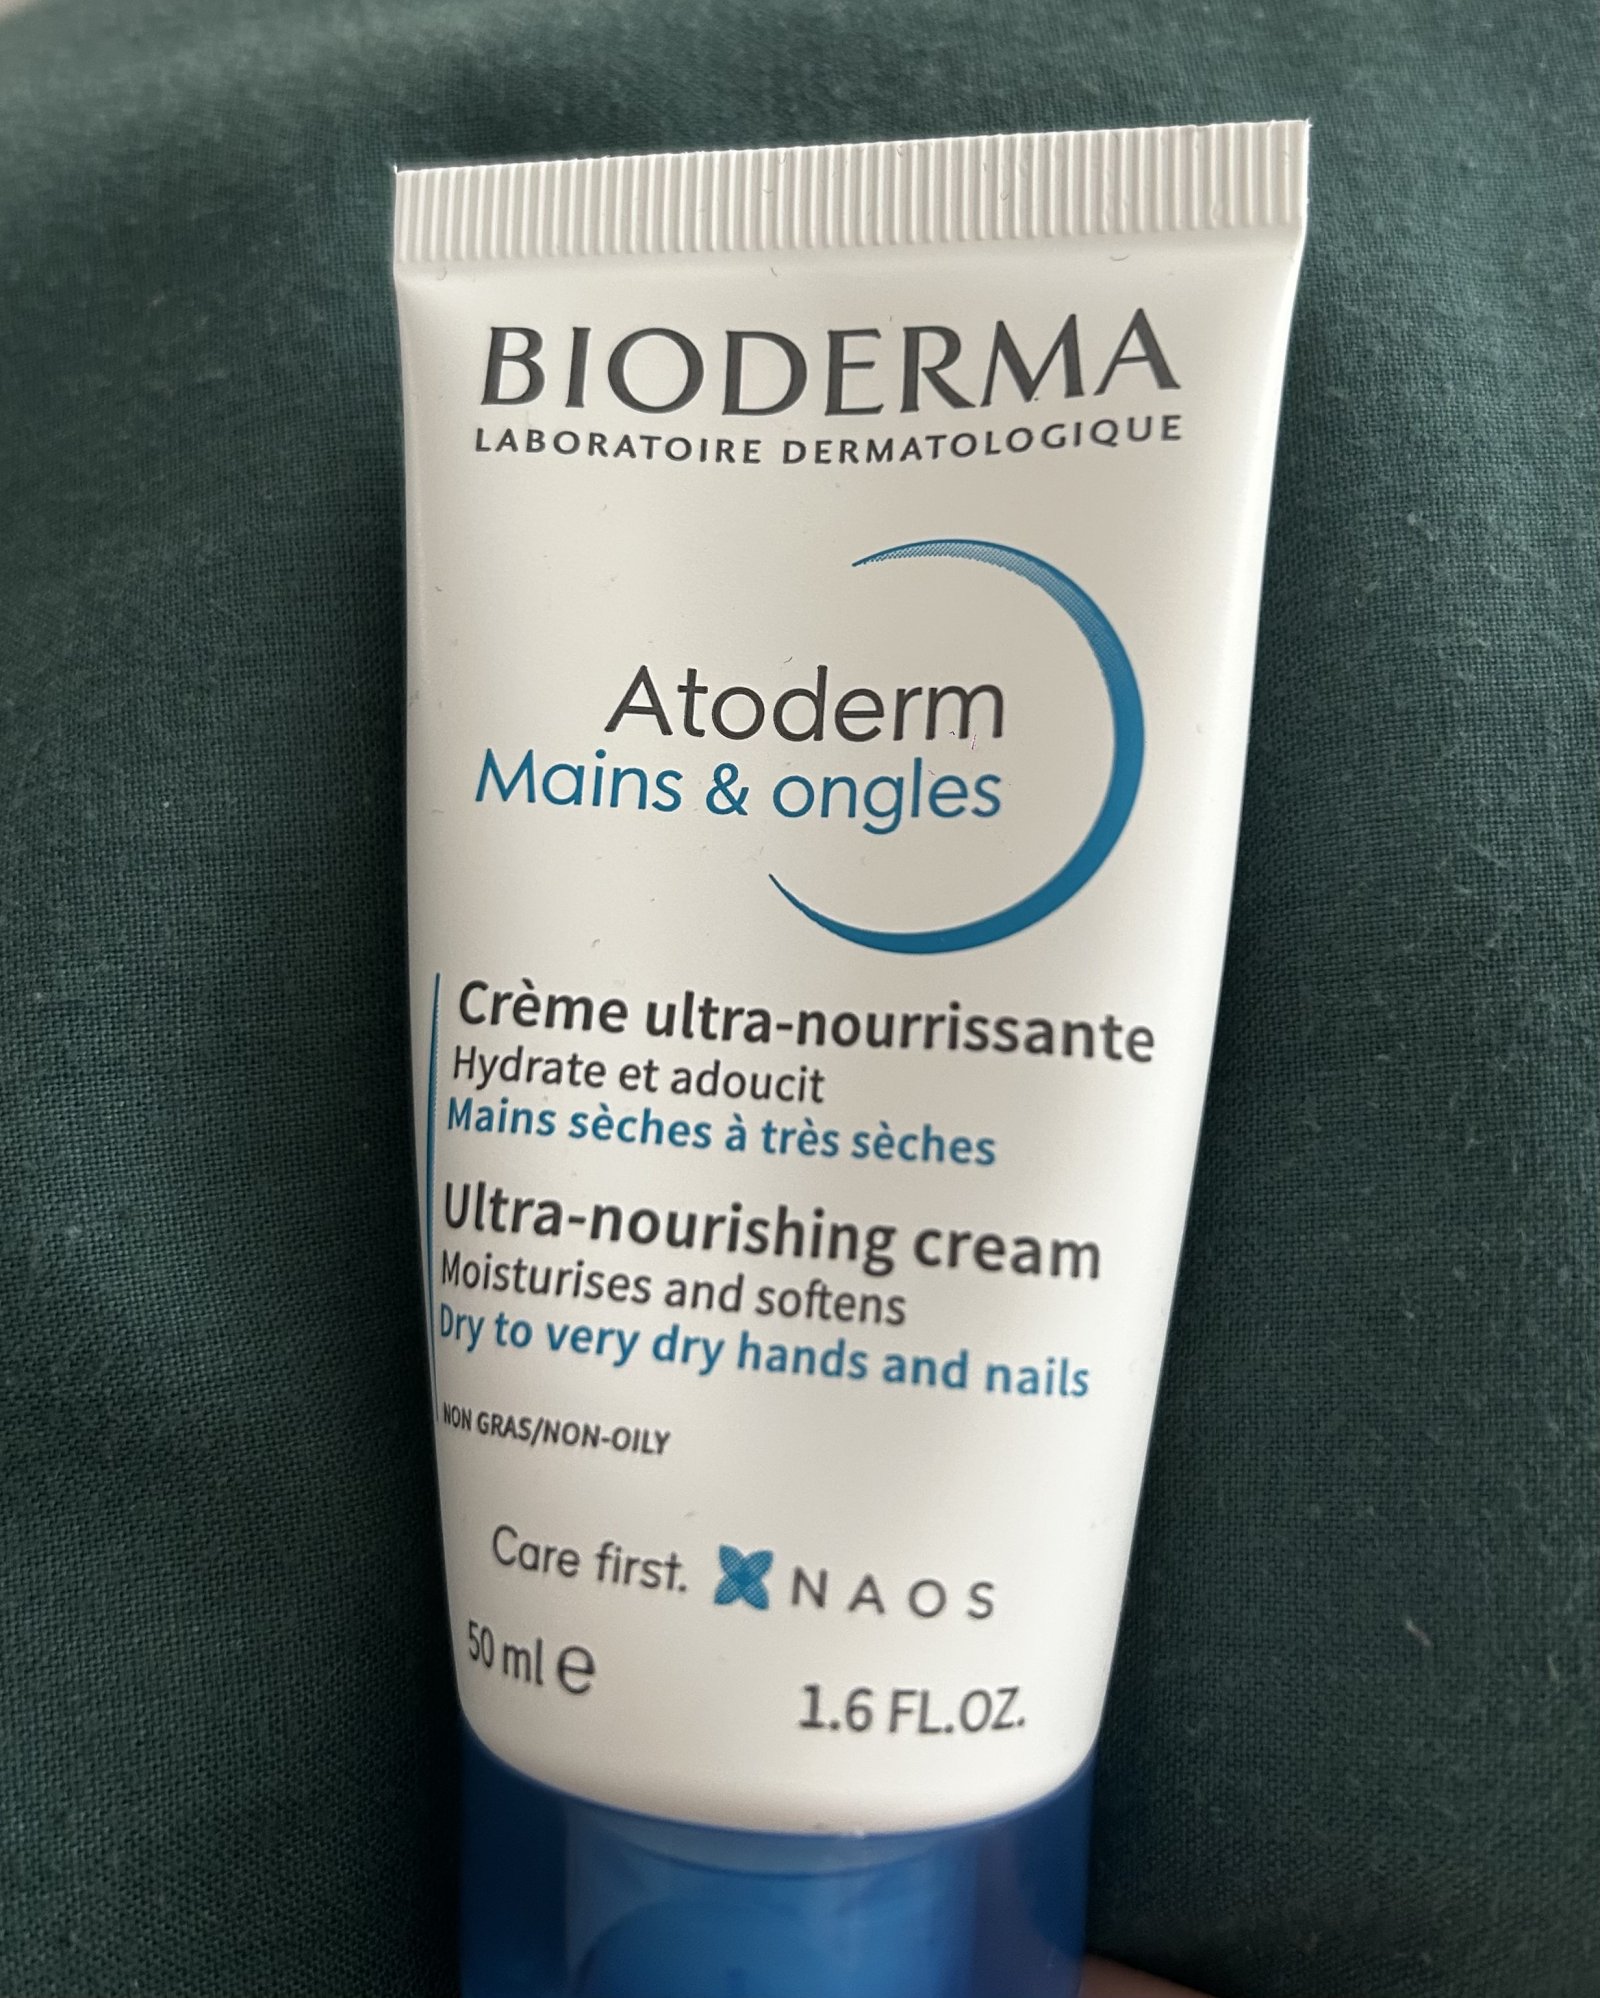 BIODERMA
LABORATOIRE DERMATOLOGIQUE
Atoderm
Mains & ongles
Crème ultra-nourrissante
Hydrate et adoucit
Mains sèches à très sèches
Ultra-nourishing cream
Moisturises and softens
Dry to very dry hands and nails
NON GRAS/NON-OILY
Care first. NAOS
50 ml e 1.6 FL.OZ.